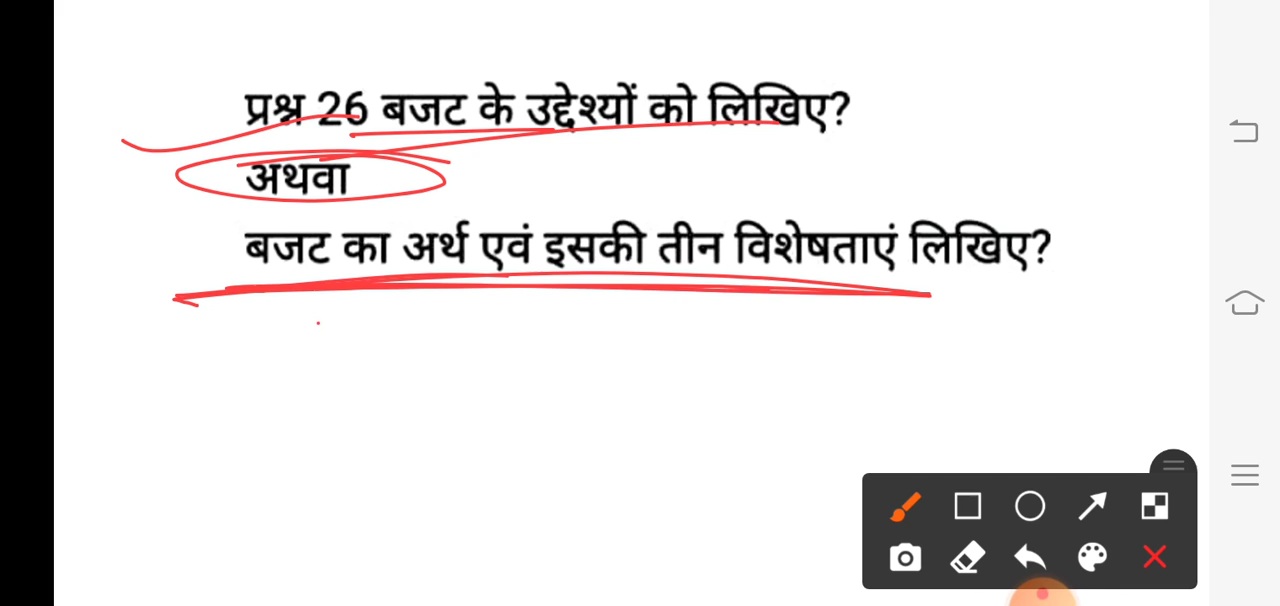 प्रश्न 26 बजट के उद्देश्यों को लिखिए?
अथवा
बजट का अर्थ एवं इसकी तीन विशेषताएं लिखिए?